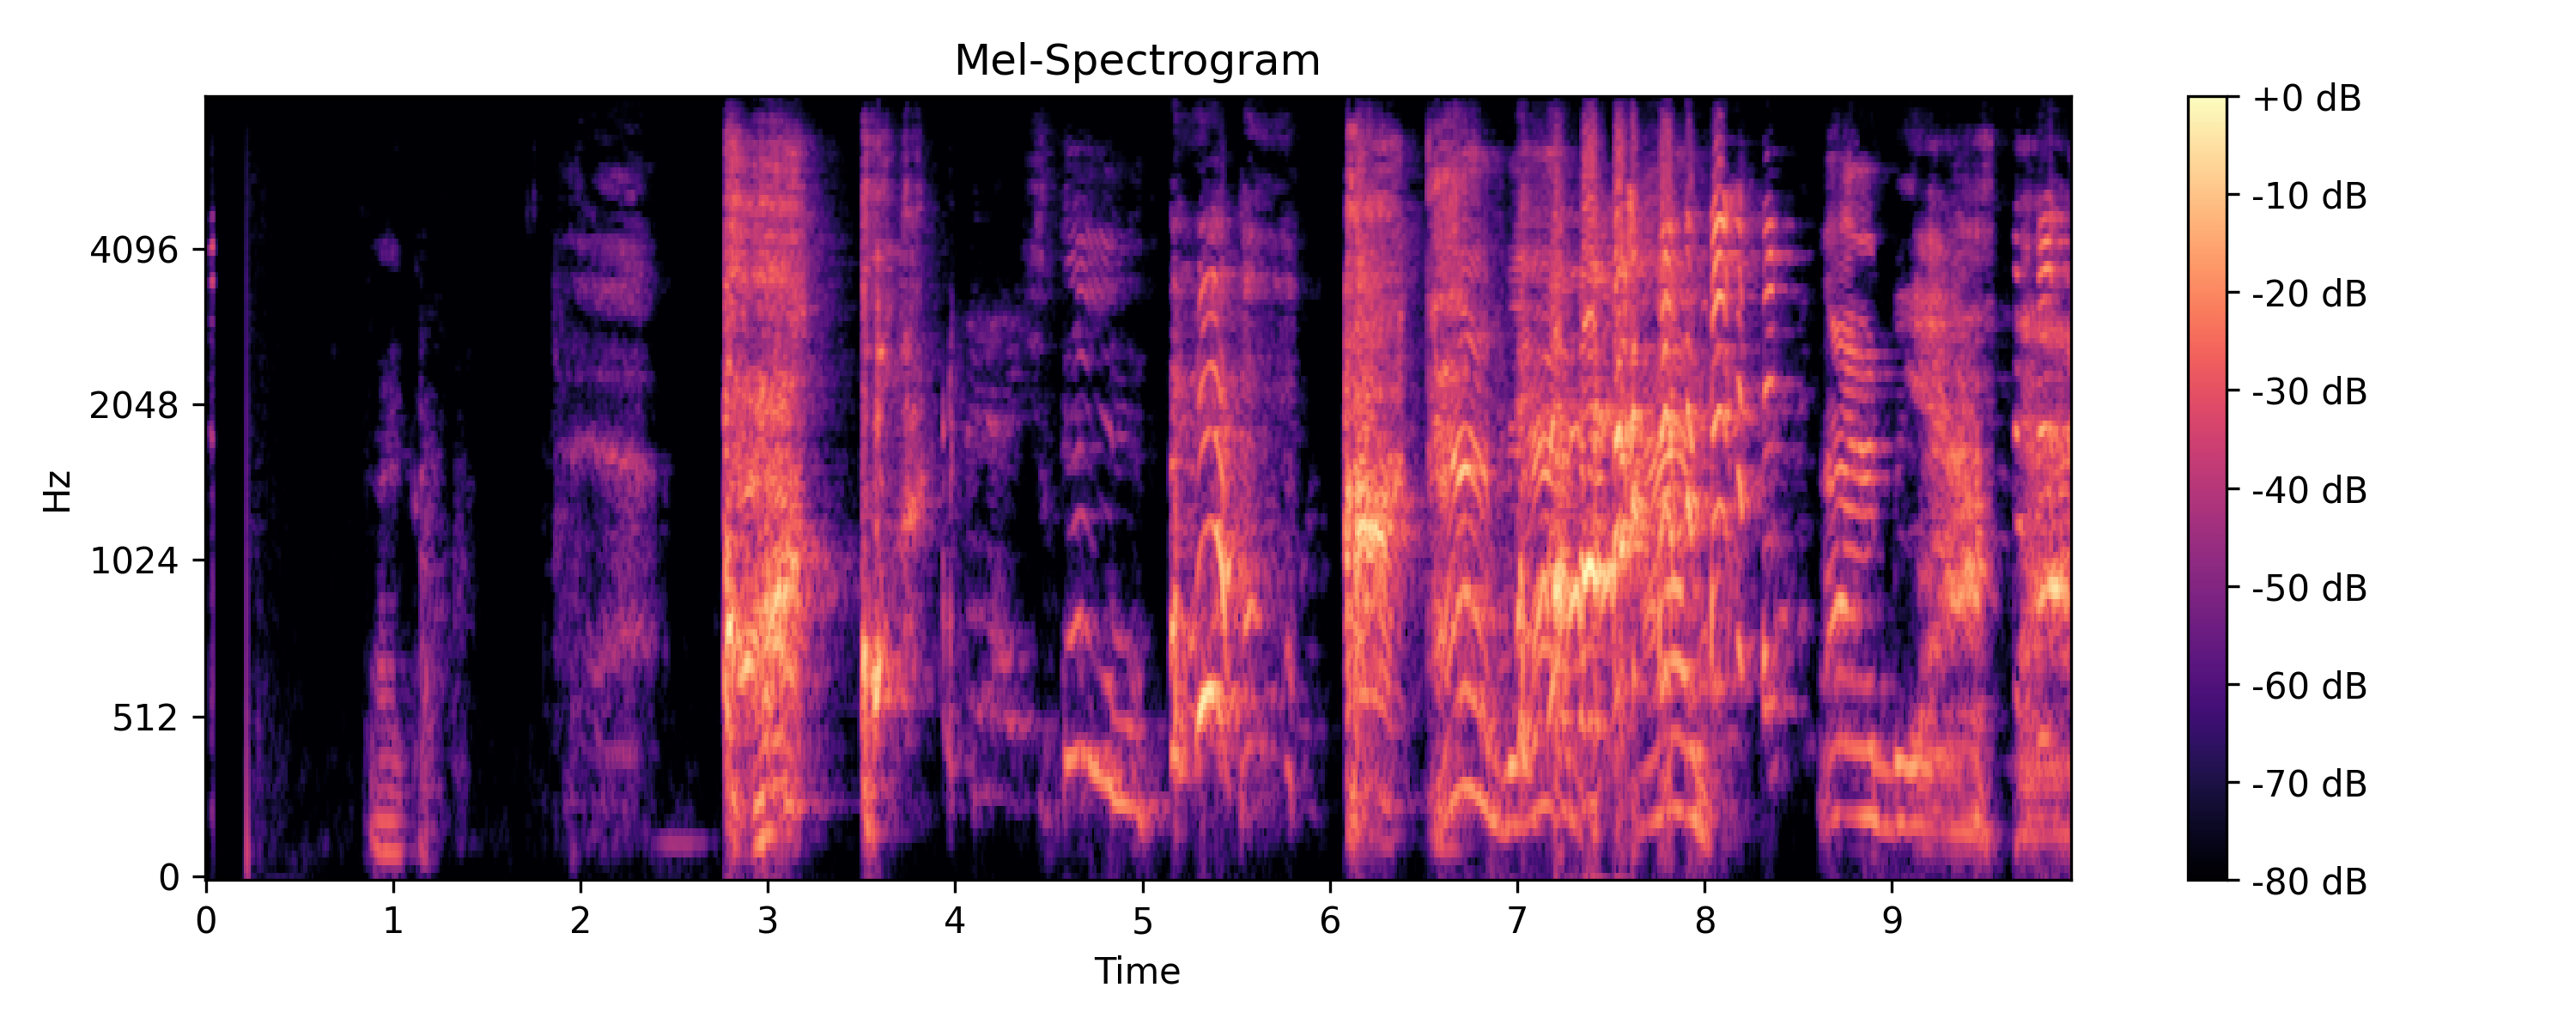 Mel-Spectrogram
+0 dB
-10 dB
4096
-20 dB
2048
-30 dB
Hz
-40 dB
1024
-50 dB
512
-60 dB
-70 dB
0
-80 dB
0 1 2 3 4 5 6 7 8 9
Time